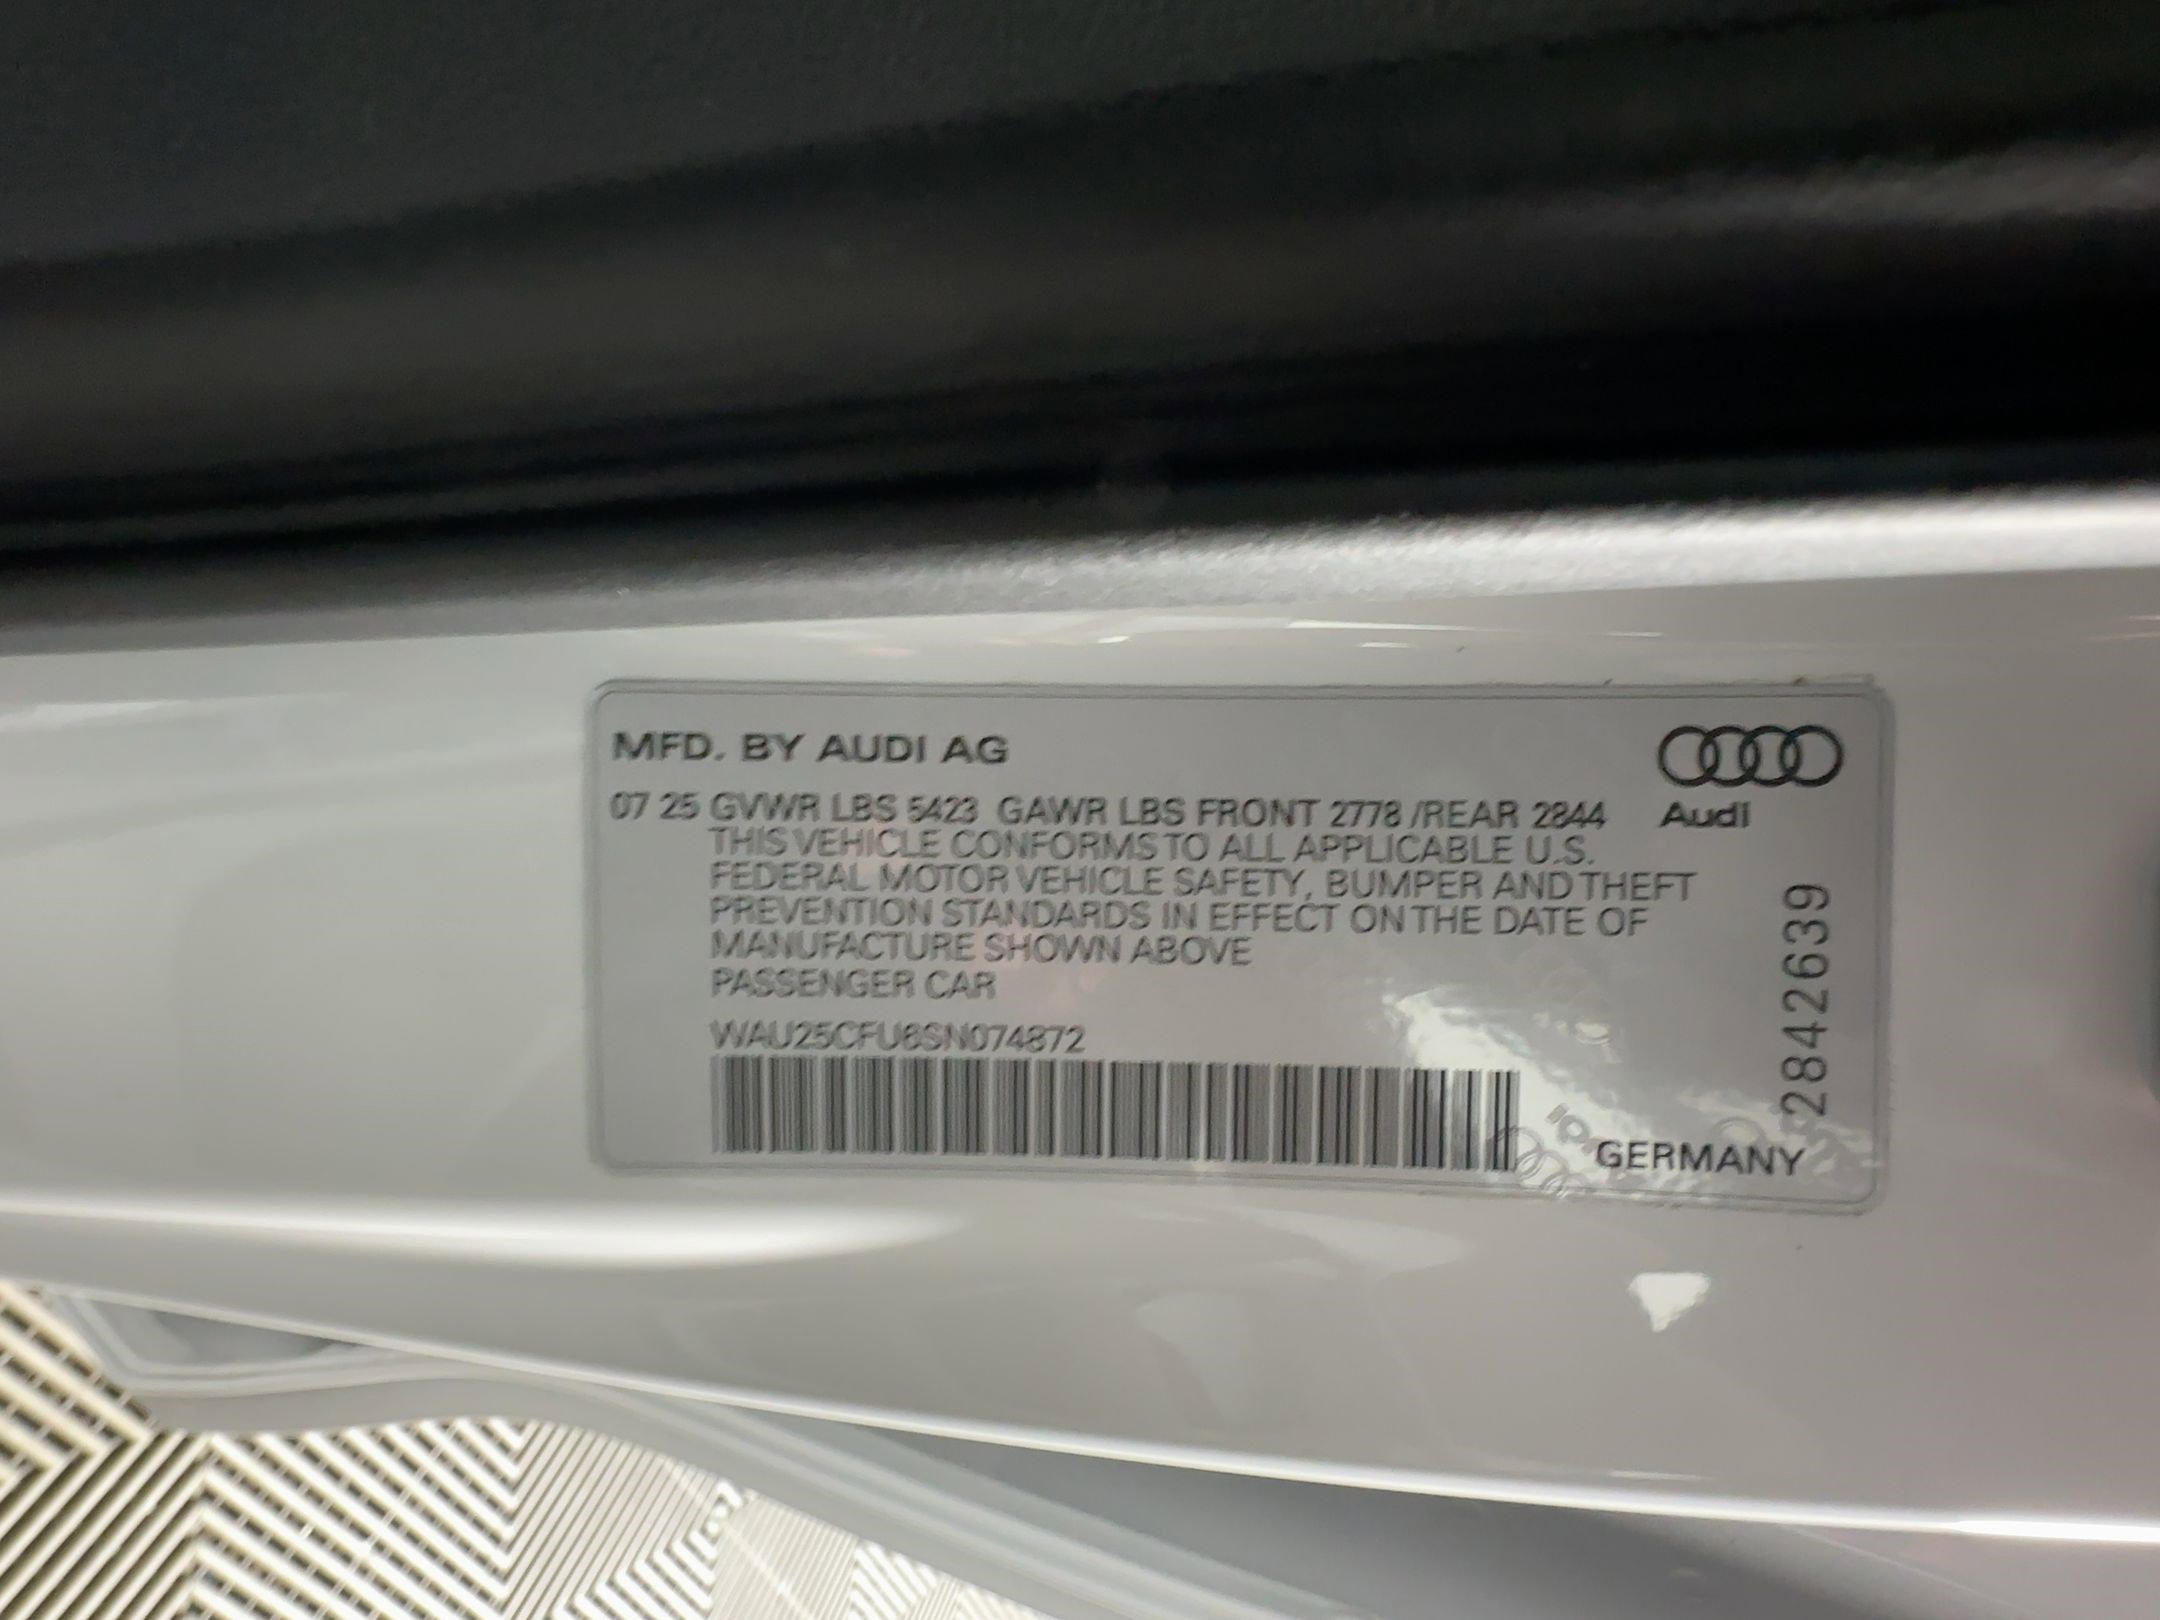 MFD. BY AUDI AG
07 25 GVWR LBS 5423 GAWR LBS FRONT 2778 /REAR 2844
Audi
THIS VEHICLE CONFORMS TO ALL APPLICABLE U.S.
FEDERAL MOTOR VEHICLE SAFETY, BUMPER AND THEFT
PREVENTION STANDARDS IN EFFECT ON THE DATE OF
MANUFACTURE SHOWN ABOVE
PASSENGER CAR
WAU25CFU6SN074872
2842639
GERMANY